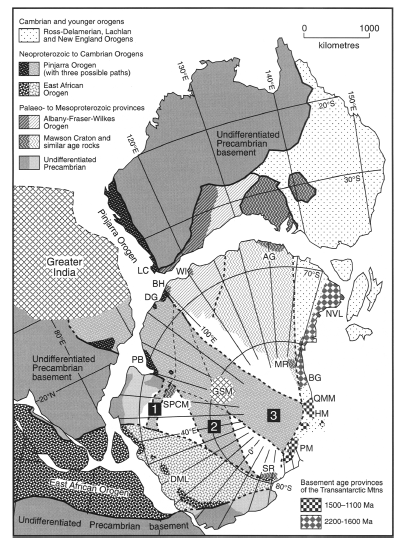 Cambrian and younger orogens
Ross-Delamerian, Lachlan
and New England Orogens
Neoproterozoic to Cambrian Orogens
Pinjarra Orogen
(with three possible paths)
East African
Orogen
Palaeo- to Mesoproterozoic provinces
Albany-Fraser-Wilkes
Orogen
Mawson Craton and
similar age rocks
Undifferentiated
Precambrian
0 1000
kilometres
130°E
140°E
150°E
120°E
20°S
30°S
Undifferentiated
Precambrian
basement
Pinjarra Orogen
Greater
India
LC
WK
AG
70°S
BH
DG
NVL
100°E
80°E
Undifferentiated
Precambrian
basement
20°N
PB
MR
BG
GSM
QMM
SPCM
HM
1
2
3
40°E
PM
0
DML
SR
80°S
East African Orogen
Undifferentiated Precambrian basement
Basement age provinces
of the Transantarctic Mtns
1500–1100 Ma
2200-1600 Ma